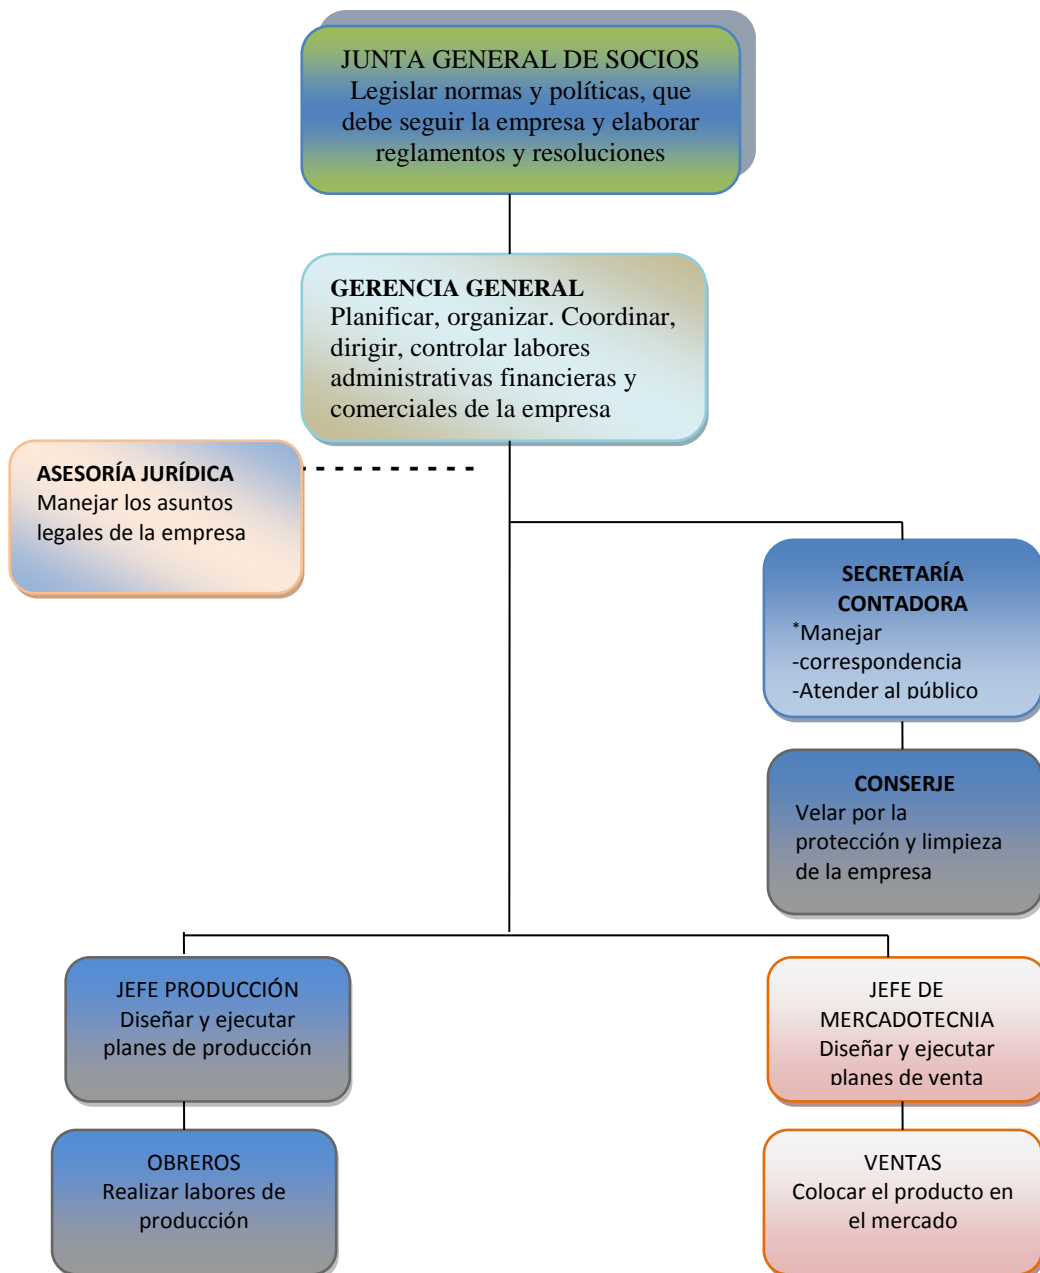 JUNTA GENERAL DE SOCIOS
Legislar normas y políticas, que
debe seguir la empresa y elaborar
reglamentos y resoluciones
GERENCIA GENERAL
Planificar, organizar. Coordinar,
dirigir, controlar labores
administrativas financieras y
comerciales de la empresa
ASESORÍA JURÍDICA
Manejar los asuntos
legales de la empresa
SECRETARÍA
CONTADORA
*Manejar
-correspondencia
-Atender al público
CONSERJE
Velar por la
protección y limpieza
de la empresa
JEFE PRODUCCIÓN
Diseñar y ejecutar
planes de producción
JEFE DE
MERCADOTECNIA
Diseñar y ejecutar
planes de venta
OBREROS
Realizar labores de
producción
VENTAS
Colocar el producto en
el mercado